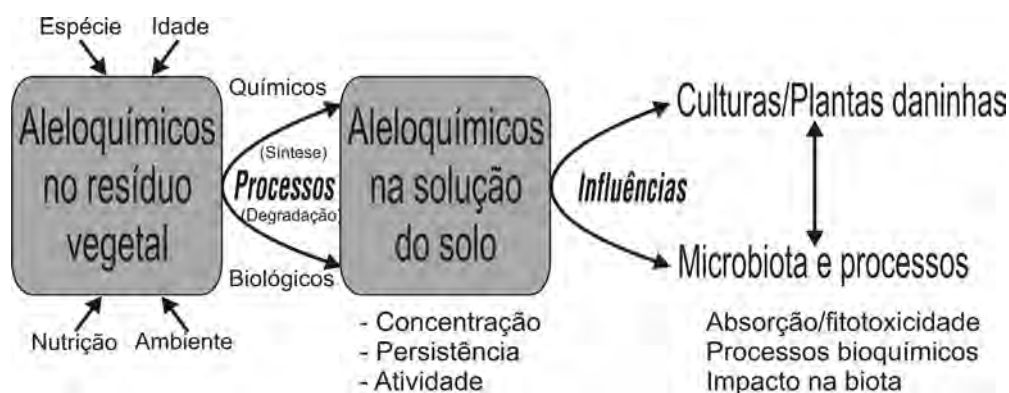 Espécie Idade
Aleloquímicos
no resíduo
vegetal
Nutrição Ambiente
Químicos
(Síntese)
Processos
(Degradação)
Biológicos
Aleloquímicos
na solução
do solo
- Concentração
- Persistência
- Atividade
Influências
Culturas/Plantas daninhas
Microbiota e processos
Absorção/fitotoxicidade
Processos bioquímicos
Impacto na biota